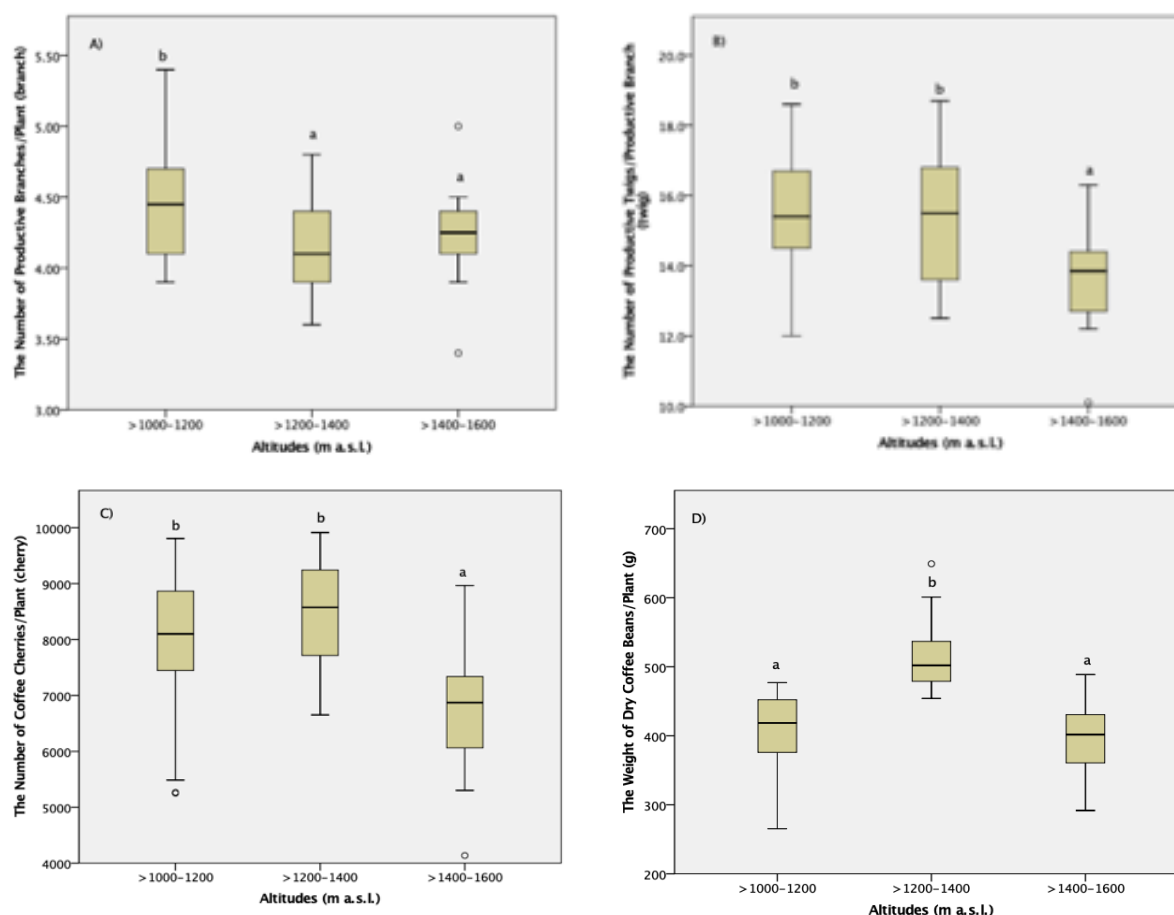 A)
The Number of Productive Branches/Plant (branch)
5.50
5.00
4.50
4.00
3.50
3.00
b
a
a
>1000-1200
>1200-1400
>1400-1600
Altitudes (m a.s.l.)
B)
The Number of Productive Twigs/Productive Branch
(twig)
20.0
18.0
16.0
14.0
12.0
10.0
b
b
a
>1000-1200
>1200-1400
>1400-1600
Altitudes (m a.s.l.)
C)
The Number of Coffee Cherries/Plant (cherry)
10000
9000
8000
7000
6000
5000
4000
b
b
a
>1000-1200
>1200-1400
>1400-1600
Altitudes (m a.s.l.)
D)
The Weight of Dry Coffee Beans/Plant (g)
700
600
500
400
300
200
a
b
a
>1000-1200
>1200-1400
>1400-1600
Altitudes (m a.s.l.)